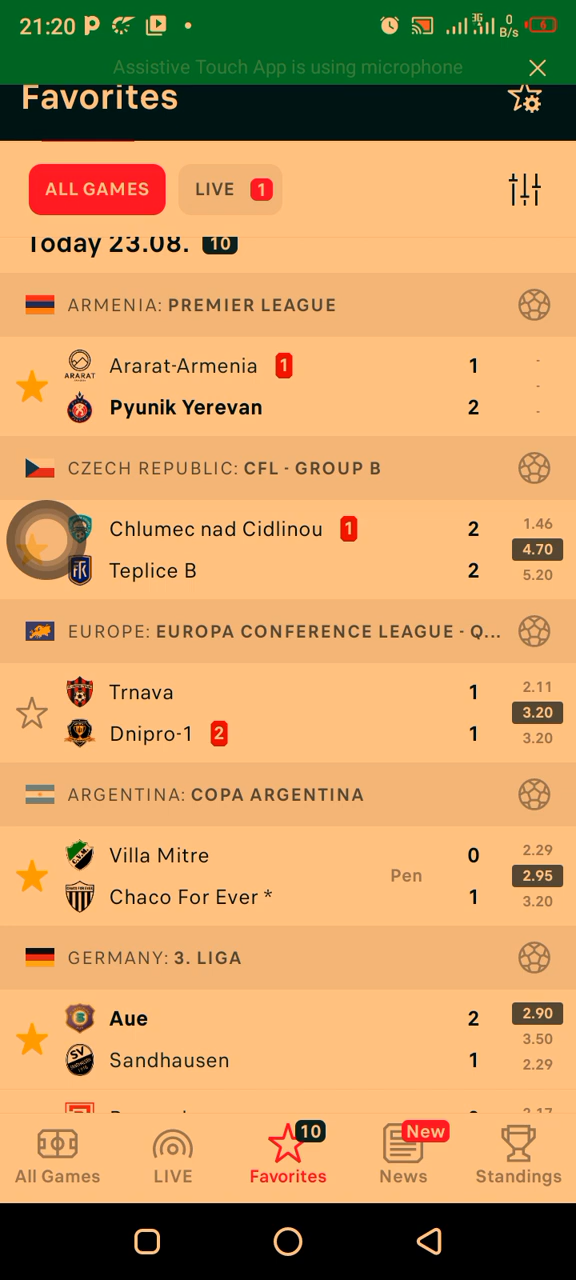 21:20
3G
0
B/s
6
Assistive Touch App is using microphone
Favorites
ALL GAMES
LIVE 1
Today 23.08. 10
ARMENIA: PREMIER LEAGUE
Ararat-Armenia 1 1 -
-
Pyunik Yerevan 2 -
CZECH REPUBLIC: CFL - GROUP B
Chlumec nad Cidlinou 1 2 1.46
4.70
Teplice B 2 5.20
EUROPE: EUROPA CONFERENCE LEAGUE - Q...
Trnava 1 2.11
3.20
Dnipro-1 2 1 3.20
ARGENTINA: COPA ARGENTINA
Villa Mitre 0 2.29
Pen 2.95
Chaco For Ever * 1 3.20
GERMANY: 3. LIGA
Aue 2 2.90
3.50
Sandhausen 1 2.29
10
New
All Games
LIVE
Favorites
News
Standings